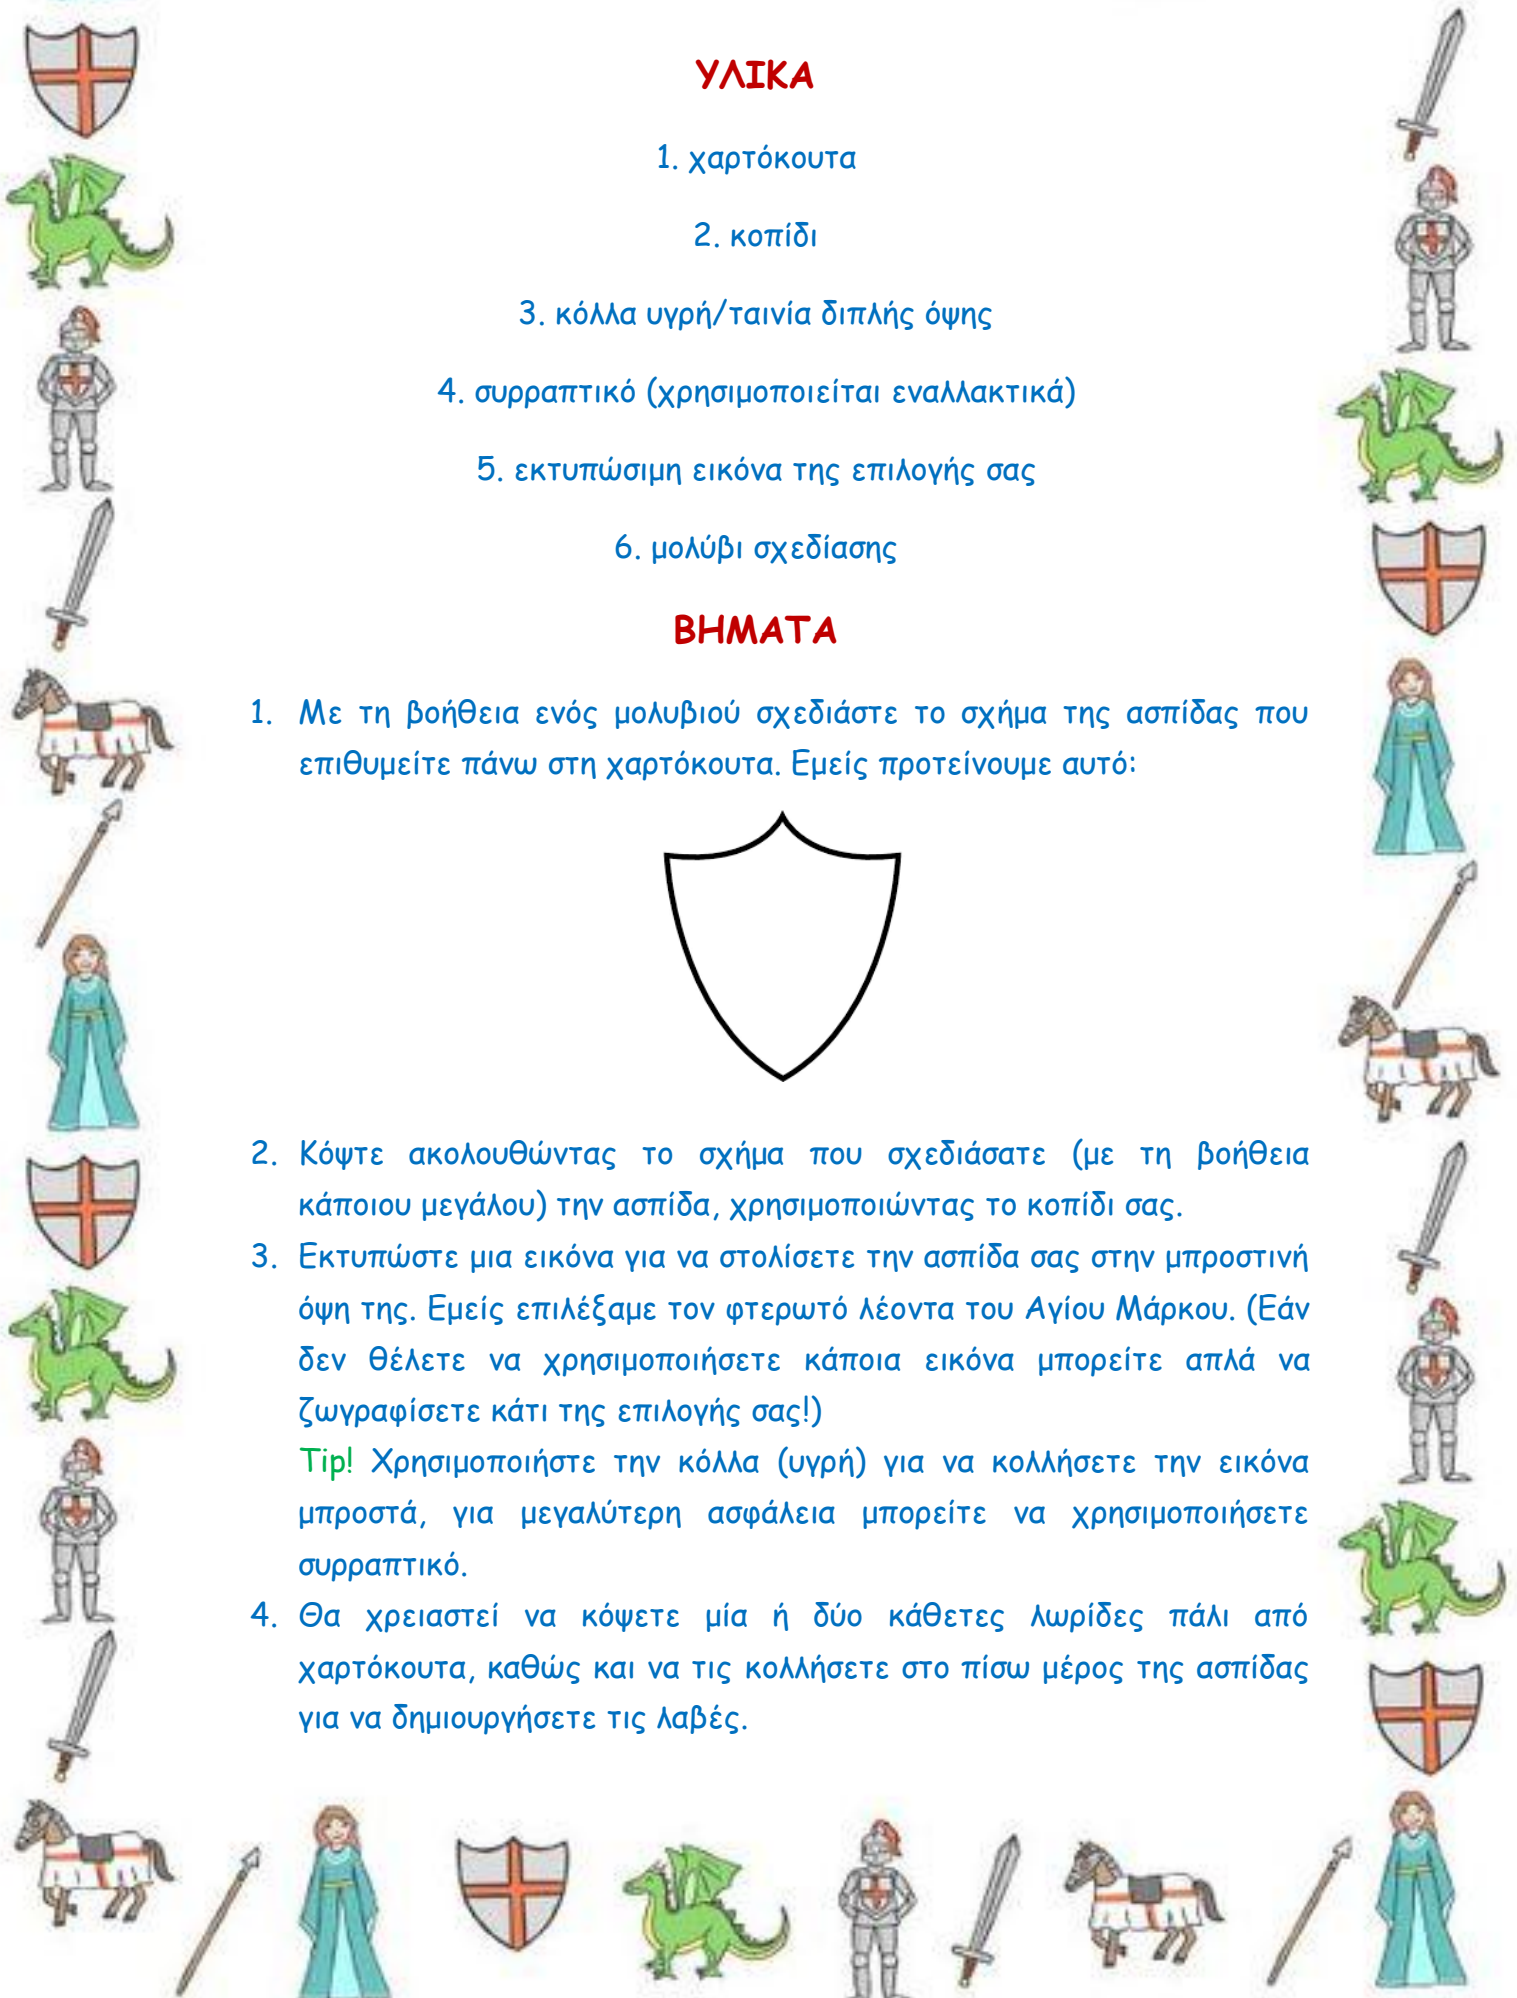 ΥΛΙΚΑ
1. χαρτόκουτα
2. κοπίδι
3. κόλλα υγρή/ταινία διπλής όψης
4. συρραπτικό (χρησιμοποιείται εναλλακτικά)
5. εκτυπώσιμη εικόνα της επιλογής σας
6. μολύβι σχεδίασης
ΒΗΜΑΤΑ
1. Με τη βοήθεια ενός μολυβιού σχεδιάστε το σχήμα της ασπίδας που
επιθυμείτε πάνω στη χαρτόκουτα. Εμείς προτείνουμε αυτό:
2. Κόψτε ακολουθώντας το σχήμα που σχεδιάσατε (με τη βοήθεια
κάποιου μεγάλου) την ασπίδα, χρησιμοποιώντας το κοπίδι σας.
3. Εκτυπώστε μια εικόνα για να στολίσετε την ασπίδα σας στην μπροστινή
όψη της. Εμείς επιλέξαμε τον φτερωτό λέοντα του Αγίου Μάρκου. (Εάν
δεν θέλετε να χρησιμοποιήσετε κάποια εικόνα μπορείτε απλά να
ζωγραφίσετε κάτι της επιλογής σας!)
Tip! Χρησιμοποιήστε την κόλλα (υγρή) για να κολλήσετε την εικόνα
μπροστά, για μεγαλύτερη ασφάλεια μπορείτε να χρησιμοποιήσετε
συρραπτικό.
4. Θα χρειαστεί να κόψετε μία ή δύο κάθετες λωρίδες πάλι από
χαρτόκουτα, καθώς και να τις κολλήσετε στο πίσω μέρος της ασπίδας
για να δημιουργήσετε τις λαβές.